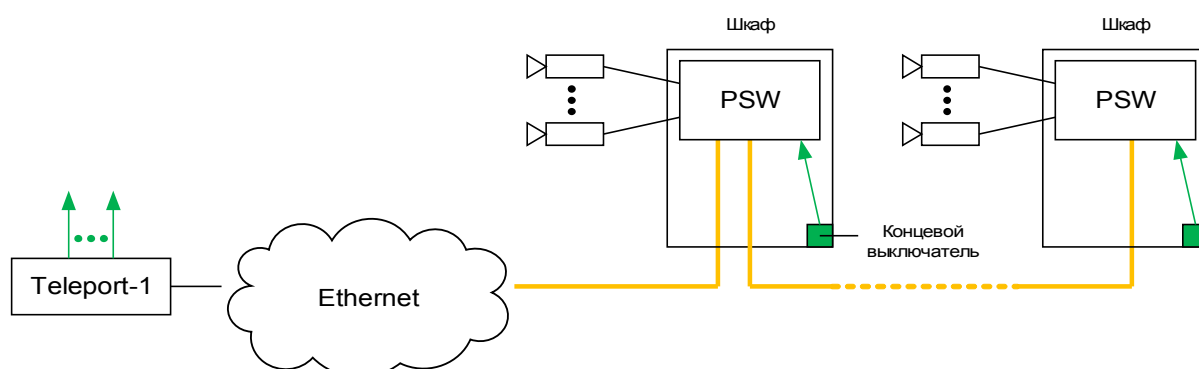 Шкаф
Шкаф
PSW
PSW
Концевой
выключатель
Teleport-1
Ethernet